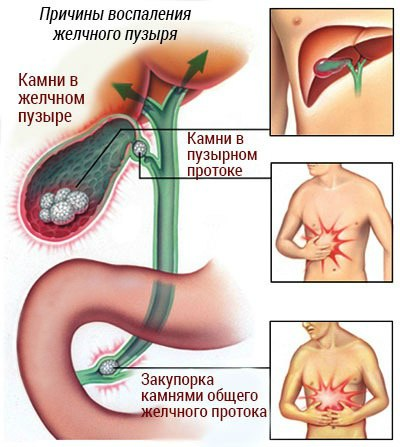 Причины воспаления
желчного пузыря
Камни в
желчном
пузыре
Камни в
пузырном
протоке
Закупорка
камнями общего
желчного протока